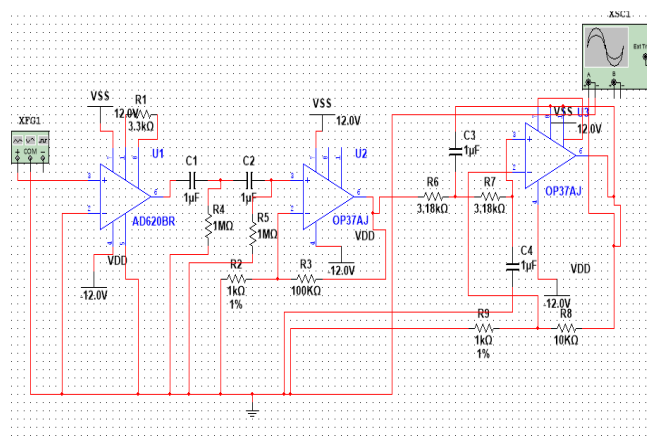 XSC1
Ext Trig
A
B
XFG1
COM
VSS
12.0V
R1
3.3kΩ
U1
AD620BR
VDD
-12.0V
C1
1µF
C2
1µF
R4
1MΩ
R5
1MΩ
VSS
12.0V
U2
OP37AJ
VDD
-12.0V
R2
1kΩ
1%
R3
100KΩ
C3
1µF
R6
3.18kΩ
R7
3.18kΩ
VSS
U3
12.0V
OP37AJ
C4
1µF
VDD
-12.0V
R9
1kΩ
1%
R8
10KΩ